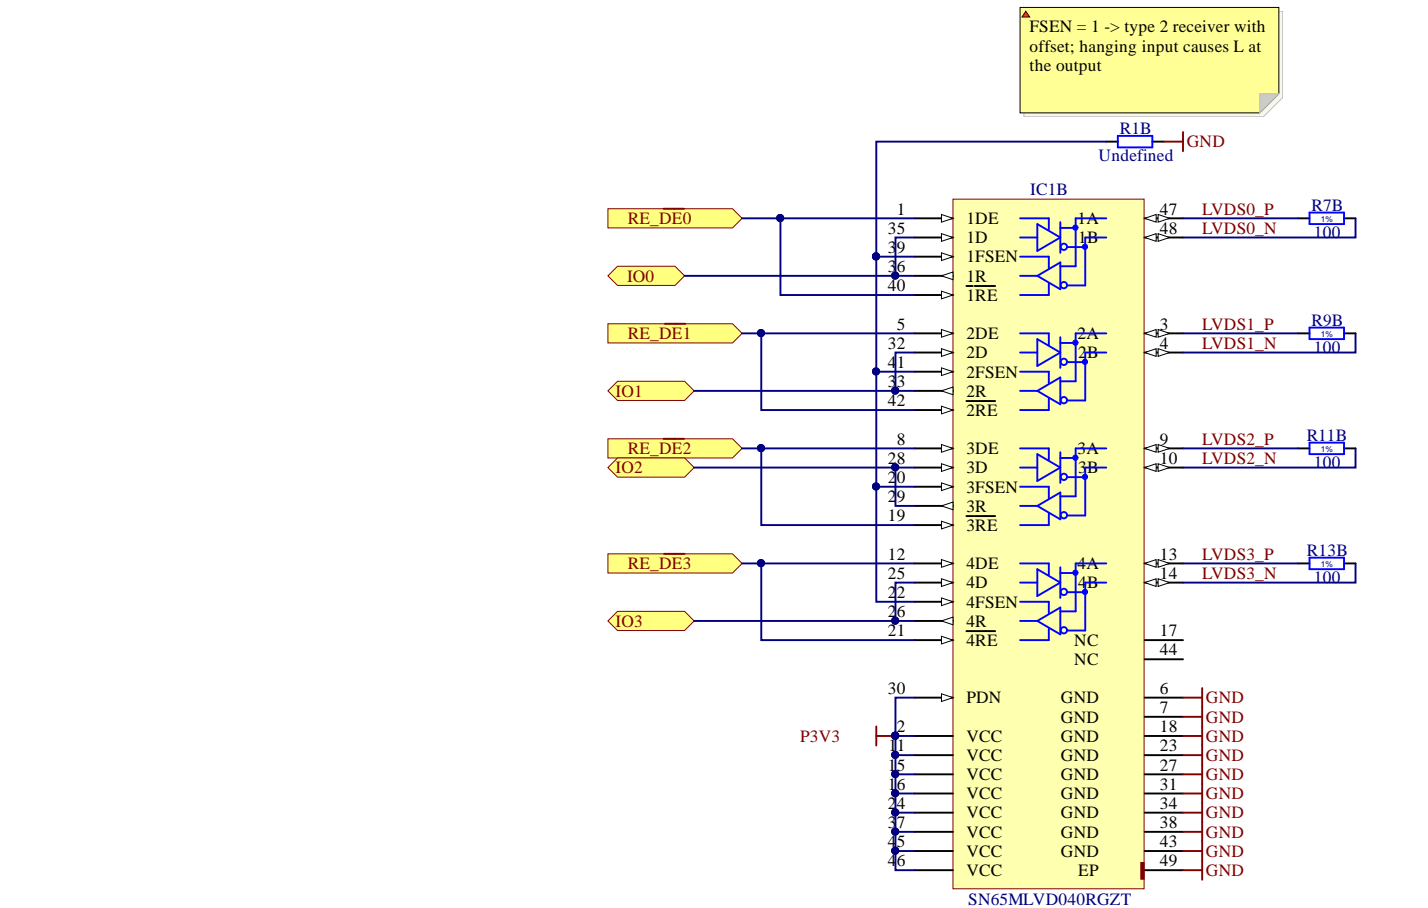 FSEN = 1 -> type 2 receiver with
offset; hanging input causes L at
the output
R1B
GND
Undefined
IC1B
RE_DE0 1 1DE 1A 47 LVDS0_P R7B
1%
35 1D 1B 48 LVDS0_N 100
39 1FSEN
IO0 36 1R
40 1RE
RE_DE1 5 2DE 2A 3 LVDS1_P R9B
1%
32 2D 2B 4 LVDS1_N 100
41 2FSEN
IO1 33 2R
42 2RE
RE_DE2 8 3DE 3A 9 LVDS2_P R11B
1%
IO2 28 3D 3B 10 LVDS2_N 100
20 3FSEN
29 3R
19 3RE
RE_DE3 12 4DE 4A 13 LVDS3_P R13B
1%
25 4D 4B 14 LVDS3_N 100
22 4FSEN
IO3 26 4R
21 4RE NC 17
NC 44
30 PDN GND 6 GND
GND 7 GND
P3V3 2 VCC GND 18 GND
11 VCC GND 23 GND
15 VCC GND 27 GND
16 VCC GND 31 GND
24 VCC GND 34 GND
37 VCC GND 38 GND
45 VCC GND 43 GND
46 VCC EP 49 GND
SN65MLVD040RGZT